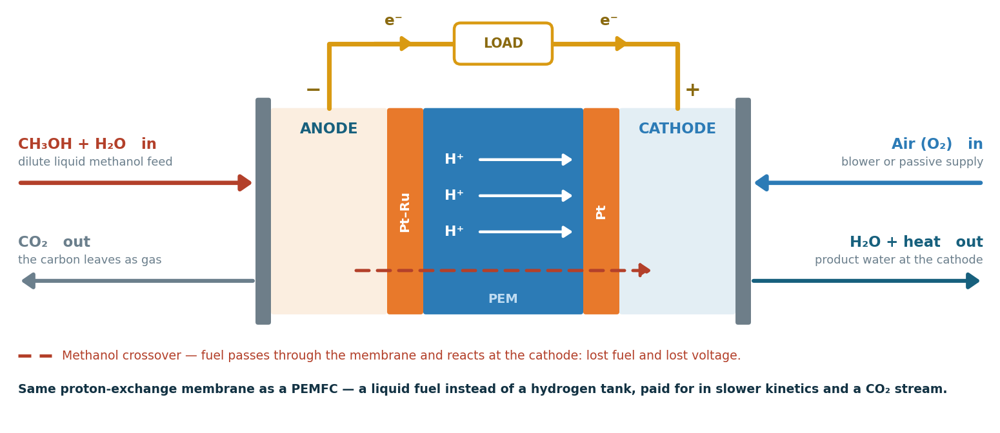 e⁻ e⁻
LOAD
− +
ANODE CATHODE
CH₃OH + H₂O in
dilute liquid methanol feed
Air (O₂) in
blower or passive supply
H⁺
H⁺
H⁺
Pt–Ru
Pt
CO₂ out
the carbon leaves as gas
H₂O + heat out
product water at the cathode
PEM
Methanol crossover — fuel passes through the membrane and reacts at the cathode: lost fuel and lost voltage.
Same proton-exchange membrane as a PEMFC — a liquid fuel instead of a hydrogen tank, paid for in slower kinetics and a CO₂ stream.